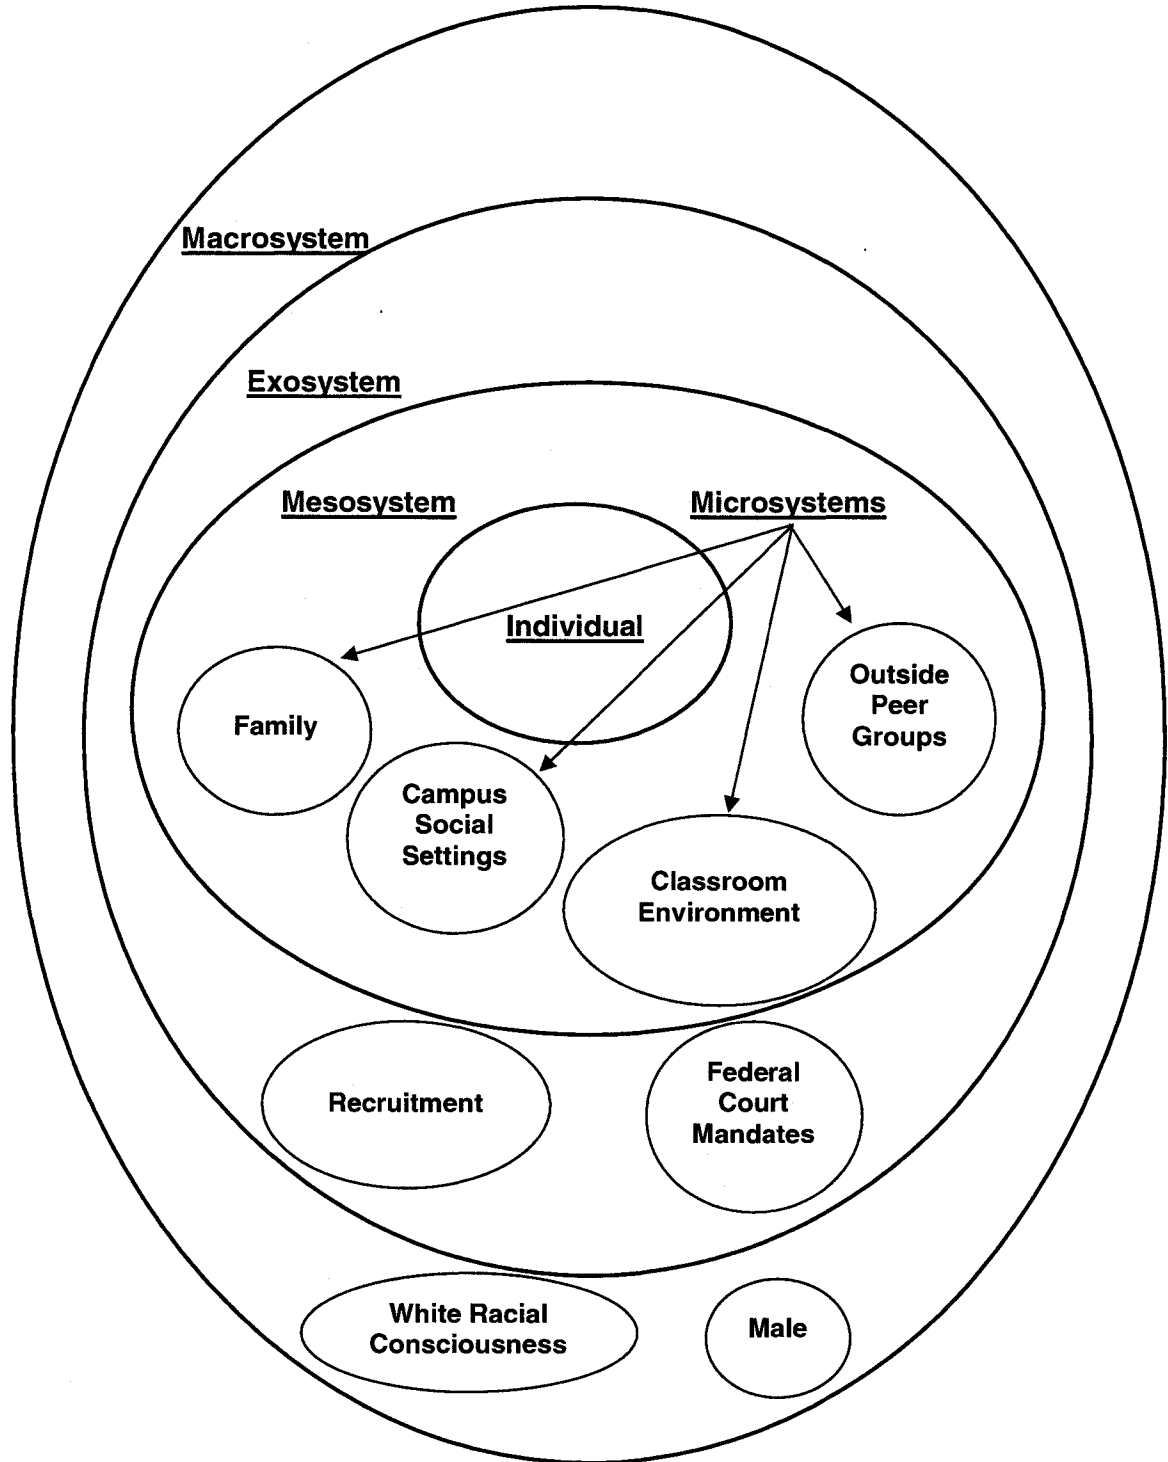 Macrosystem
Exosystem
Mesosystem
Microsystems
Individual
Family
Outside
Peer
Groups
Campus
Social
Settings
Classroom
Environment
Recruitment
Federal
Court
Mandates
White Racial
Consciousness
Male